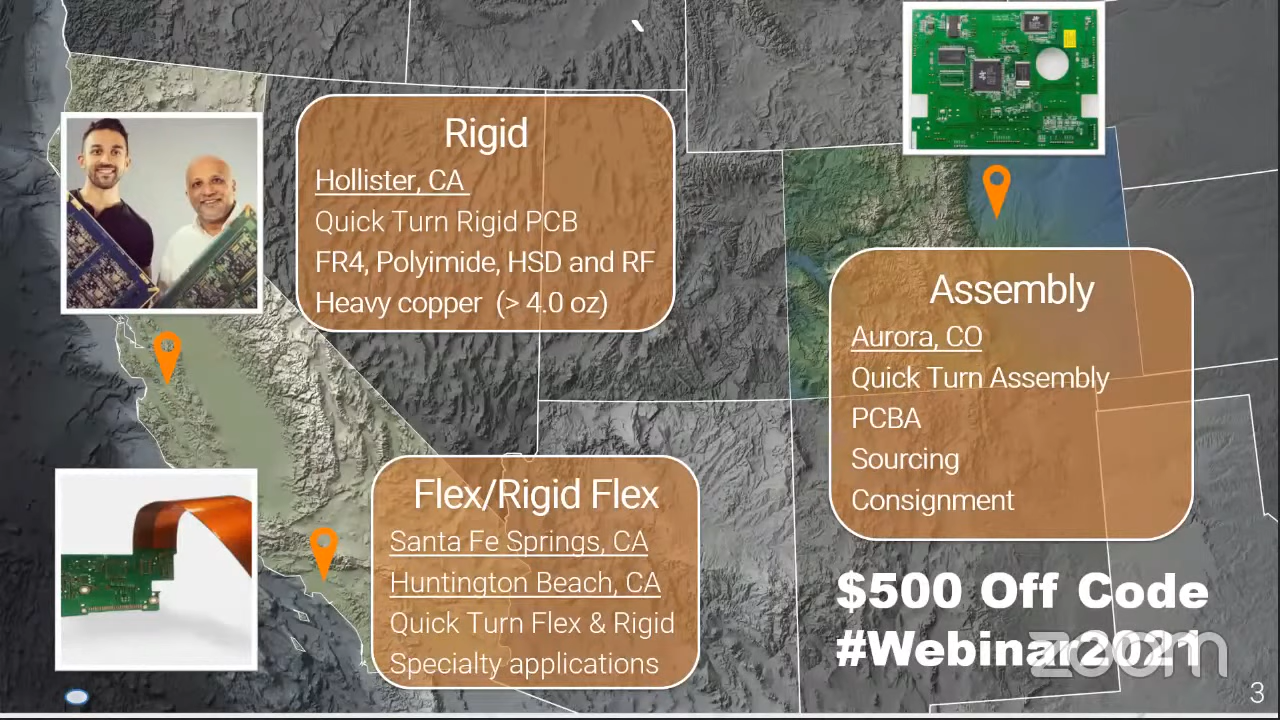 Rigid
Hollister, CA
Quick Turn Rigid PCB
FR4, Polyimide, HSD and RF
Heavy copper (> 4.0 oz)
Assembly
Aurora, CO
Quick Turn Assembly
PCBA
Sourcing
Consignment
Flex/Rigid Flex
Santa Fe Springs, CA
Huntington Beach, CA
Quick Turn Flex & Rigid
Specialty applications
$500 Off Code
#Webinar2021
zoom
3